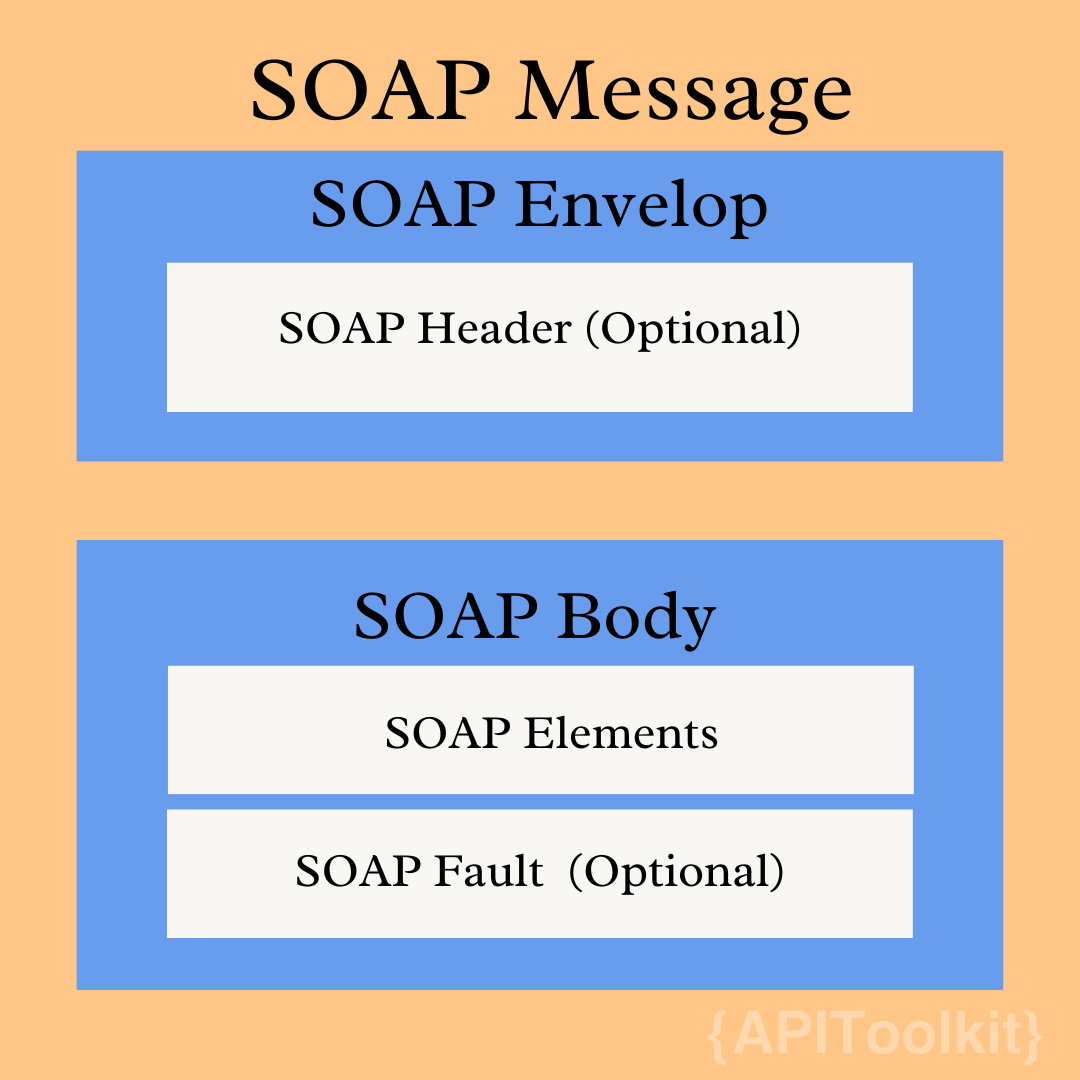 SOAP Message
SOAP Envelop
SOAP Header (Optional)
SOAP Body
SOAP Elements
SOAP Fault  (Optional)
{APIToolkit}